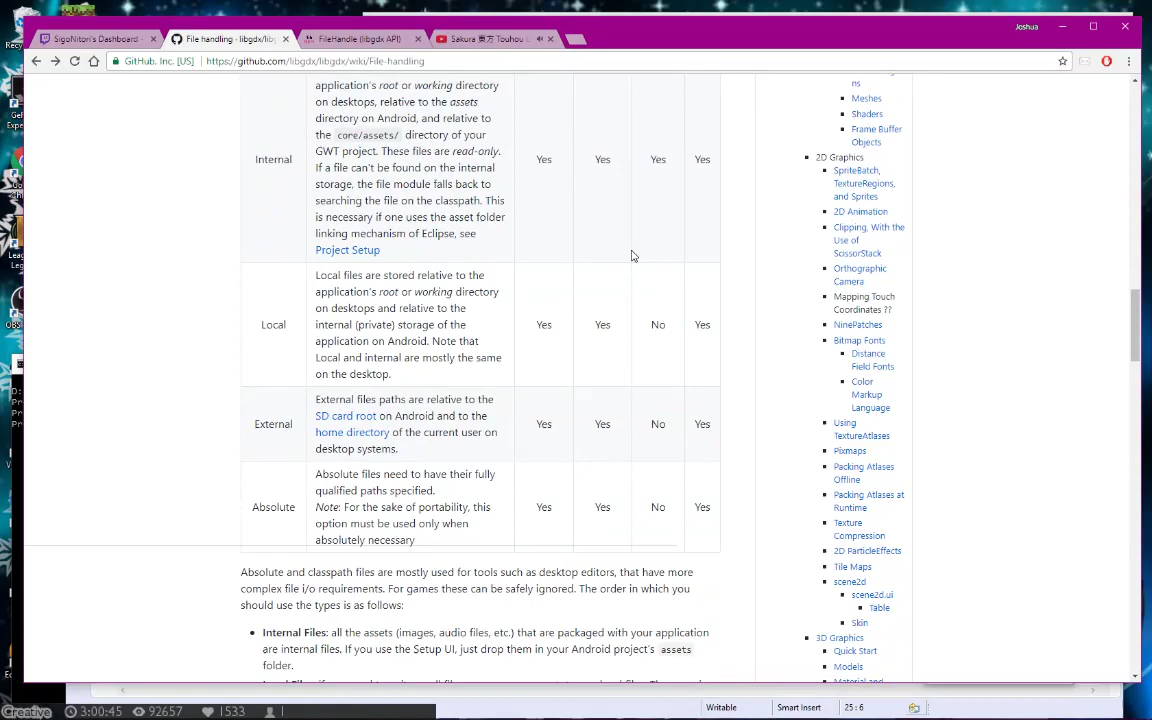 Joshua
SigoNitori's Dashboard -
File handling · libgdx/lib
FileHandle (libgdx API)
Sakura 東方 Touhou
GitHub, Inc. [US]
https://github.com/libgdx/libgdx/wiki/File-handling
application's root or working directory
on desktops, relative to the assets
directory on Android, and relative to
the core/assets/ directory of your
GWT project. These files are read-only.
Internal
If a file can't be found on the internal
storage, the file module falls back to
searching the file on the classpath. This
is necessary if one uses the asset folder
linking mechanism of Eclipse, see
Project Setup
Yes Yes Yes Yes
Local
Local files are stored relative to the
application's root or working directory
on desktops and relative to the
internal (private) storage of the
application on Android. Note that
Local and internal are mostly the same
on the desktop.
Yes Yes No Yes
External
External files paths are relative to the
SD card root on Android and to the
home directory of the current user on
desktop systems.
Yes Yes No Yes
Absolute
Absolute files need to have their fully
qualified paths specified.
Note: For the sake of portability, this
option must be used only when
absolutely necessary
Yes Yes No Yes
Absolute and classpath files are mostly used for tools such as desktop editors, that have more
complex file i/o requirements. For games these can be safely ignored. The order in which you
should use the types is as follows:
Internal Files: all the assets (images, audio files, etc.) that are packaged with your application
are internal files. If you use the Setup UI, just drop them in your Android project's assets
folder.
ns
Meshes
Shaders
Frame Buffer
Objects
2D Graphics
SpriteBatch,
TextureRegions,
and Sprites
2D Animation
Clipping, With the
Use of
ScissorStack
Orthographic
Camera
Mapping Touch
Coordinates ??
NinePatches
Bitmap Fonts
Distance
Field Fonts
Color
Markup
Language
Using
TextureAtlases
Pixmaps
Packing Atlases
Offline
Packing Atlases at
Runtime
Texture
Compression
2D ParticleEffects
Tile Maps
scene2d
scene2d.ui
Table
Skin
3D Graphics
Quick Start
Models
Material and
Creative
3:00:45
92657
1533
1
Writable
Smart Insert
25 : 6